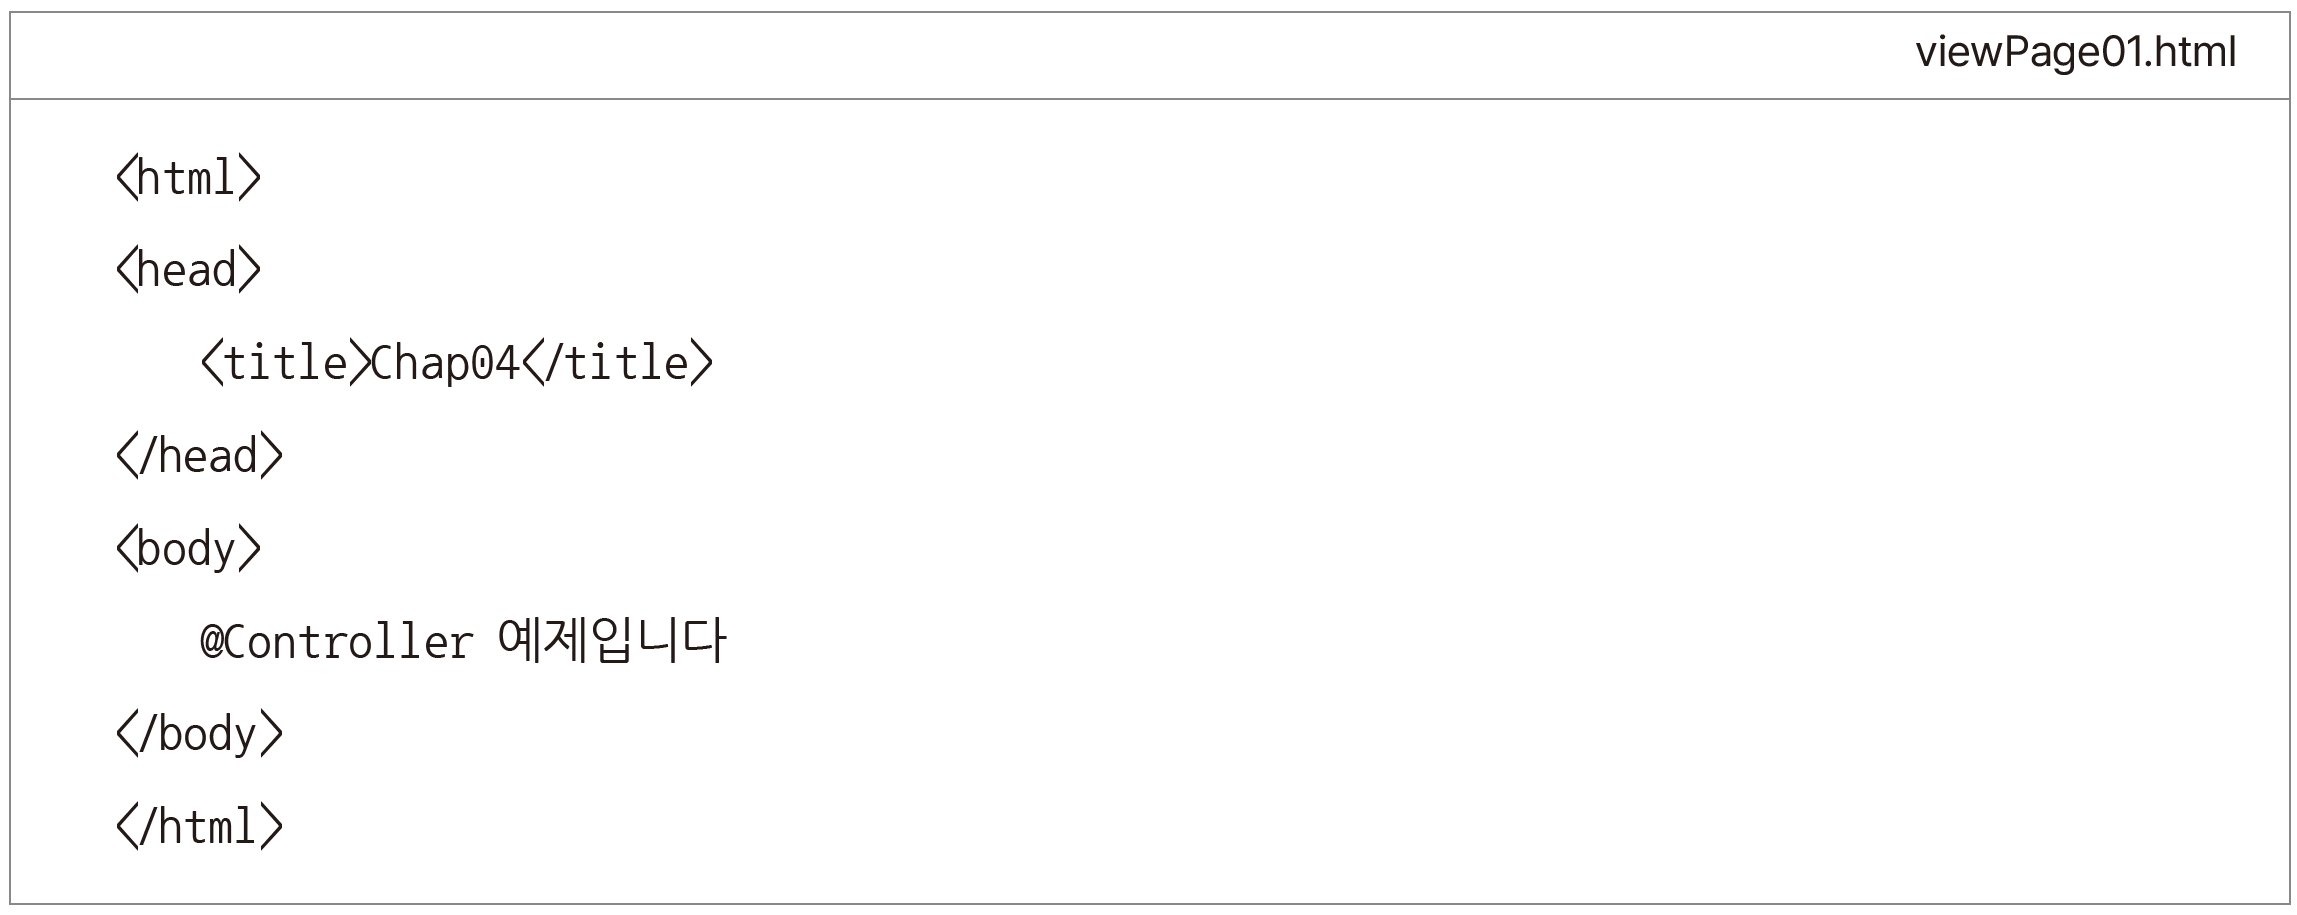 viewPage01.html
<html>
<head>
<title>Chap04</title>
</head>
<body>
@Controller 예제입니다
</body>
</html>